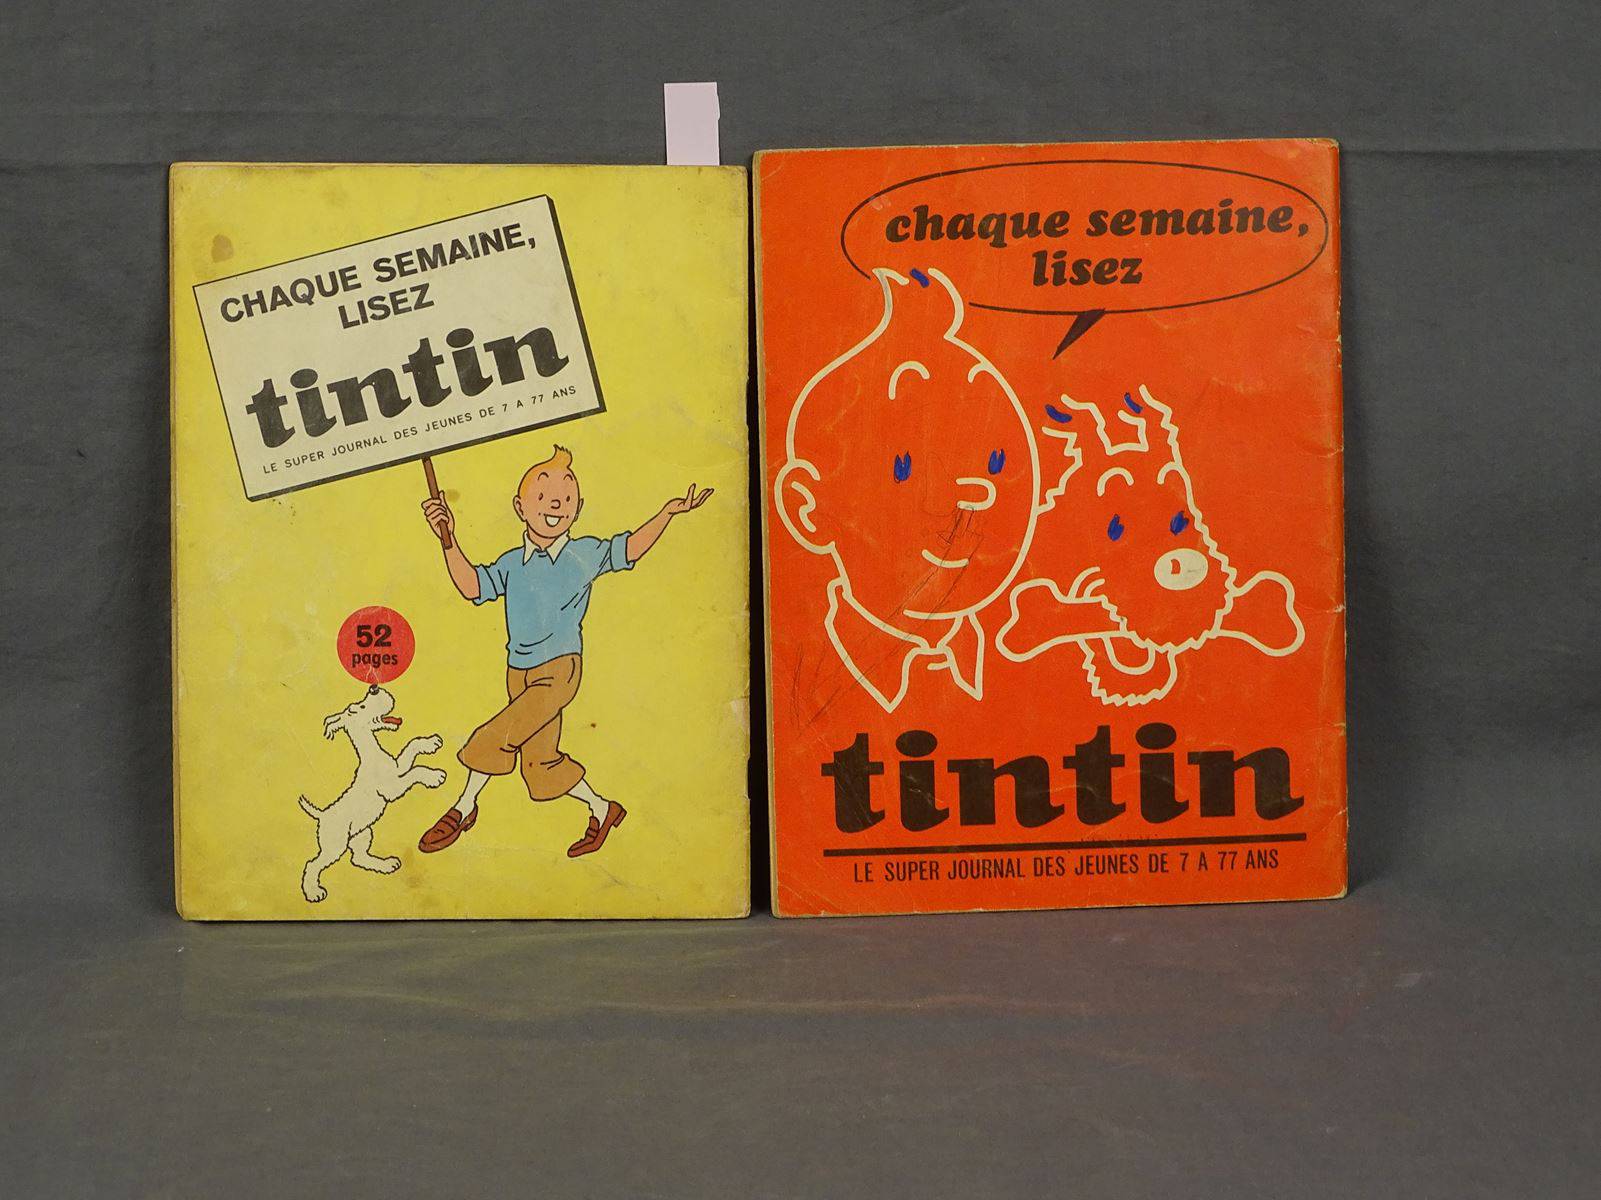 CHAQUE SEMAINE,
LISEZ
tintin
LE SUPER JOURNAL DES JEUNES DE 7 A 77 ANS
52
pages
chaque semaine,
lisez
tintin
LE SUPER JOURNAL DES JEUNES DE 7 A 77 ANS